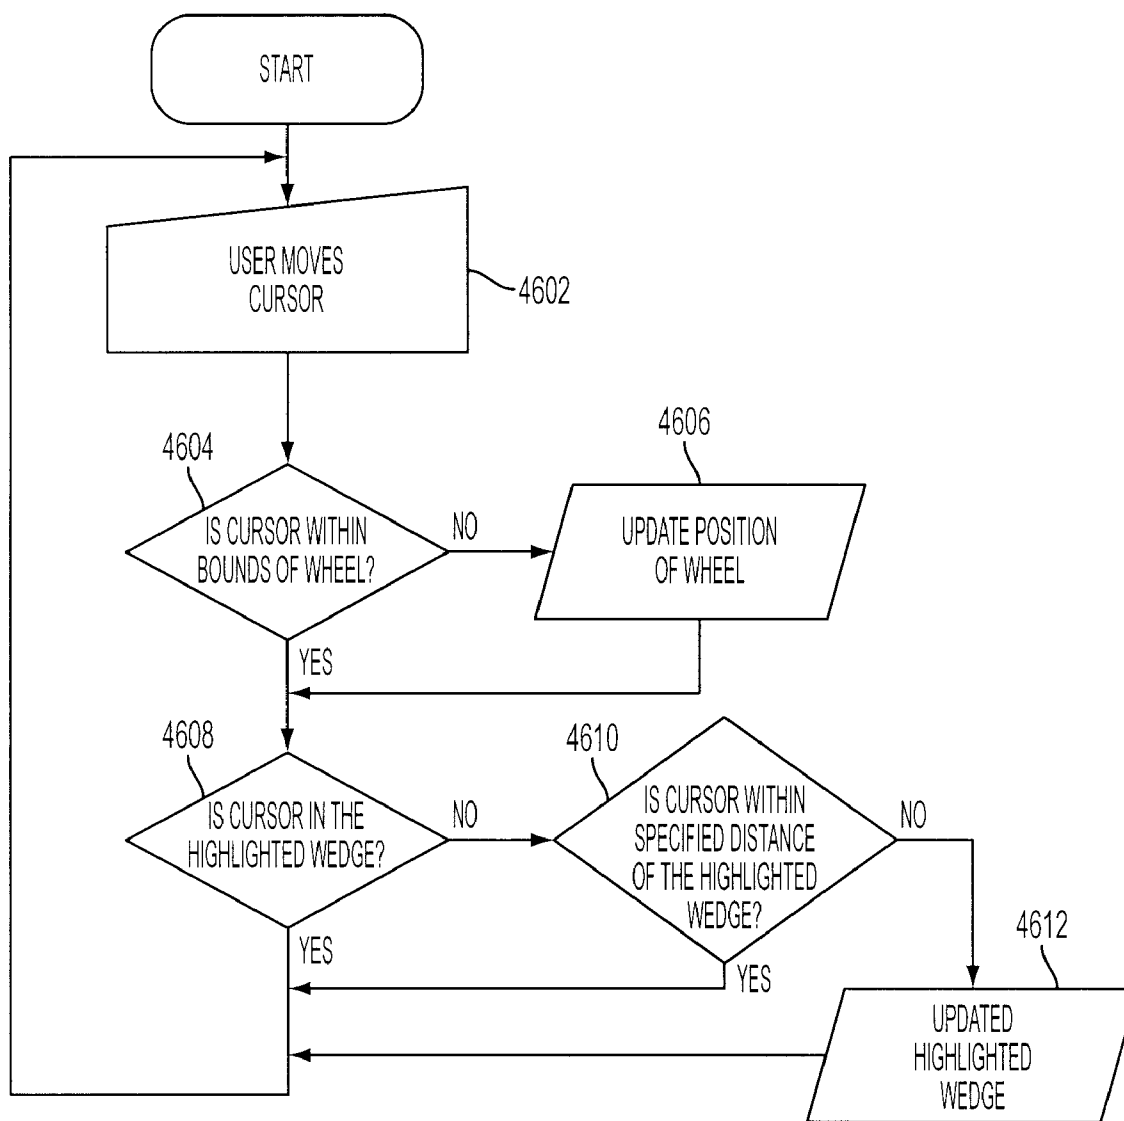 START
USER MOVES
CURSOR
4602
4604
IS CURSOR WITHIN
BOUNDS OF WHEEL?
NO
4606
UPDATE POSITION
OF WHEEL
YES
4608
IS CURSOR IN THE
HIGHLIGHTED WEDGE?
NO
4610
IS CURSOR WITHIN
SPECIFIED DISTANCE
OF THE HIGHLIGHTED
WEDGE?
NO
YES
YES
4612
UPDATED
HIGHLIGHTED
WEDGE